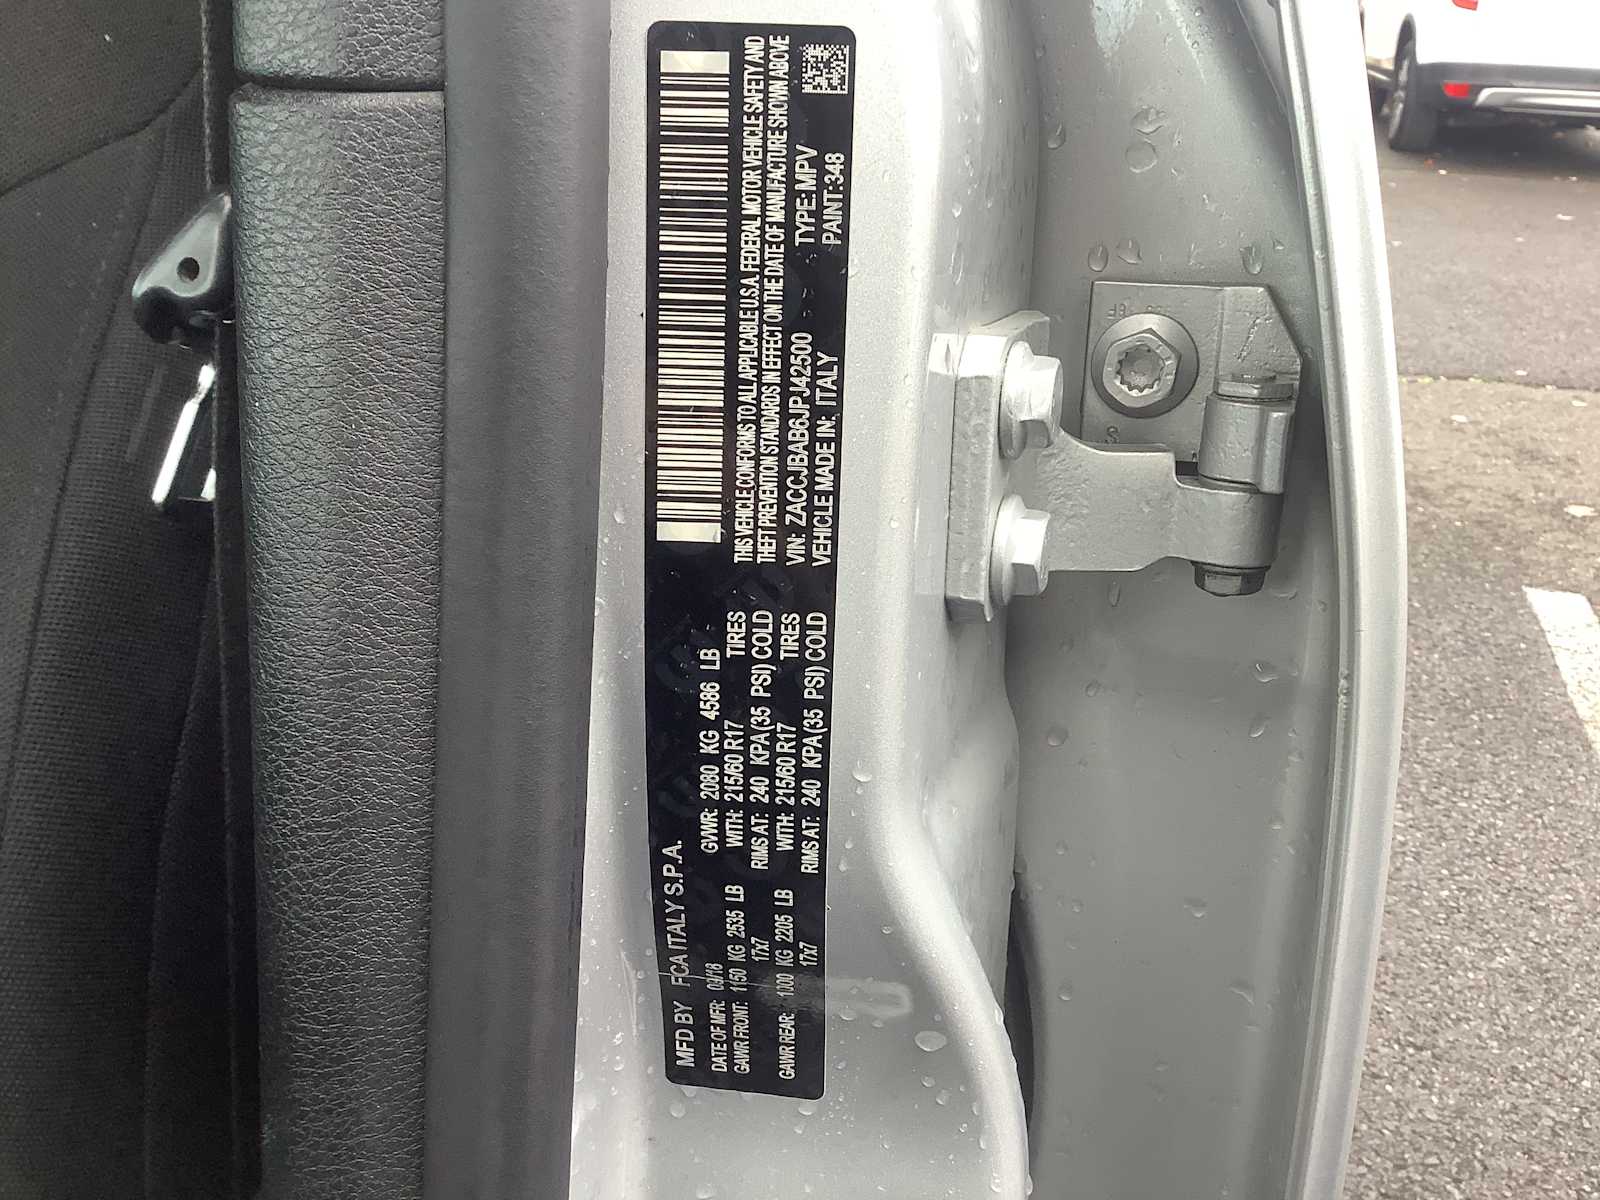 MFD BY FCA ITALY S.P.A.
DATE OF MFR: 09/18
GVWR: 2080 KG 4586 LB
GAWR FRONT: 1150 KG 2535 LB
WITH: 215/60 R17 TIRES
17x7
RIMS AT: 240 KPA(35 PSI) COLD
GAWR REAR: 1000 KG 2205 LB
WITH: 215/60 R17 TIRES
17x7
RIMS AT: 240 KPA(35 PSI) COLD
THIS VEHICLE CONFORMS TO ALL APPLICABLE U.S.A. FEDERAL MOTOR VEHICLE SAFETY AND
THEFT PREVENTION STANDARDS IN EFFECT ON THE DATE OF MANUFACTURE SHOWN ABOVE
VIN: ZACCJBAB6JPJ42500 TYPE: MPV
VEHICLE MADE IN: ITALY PAINT: 348